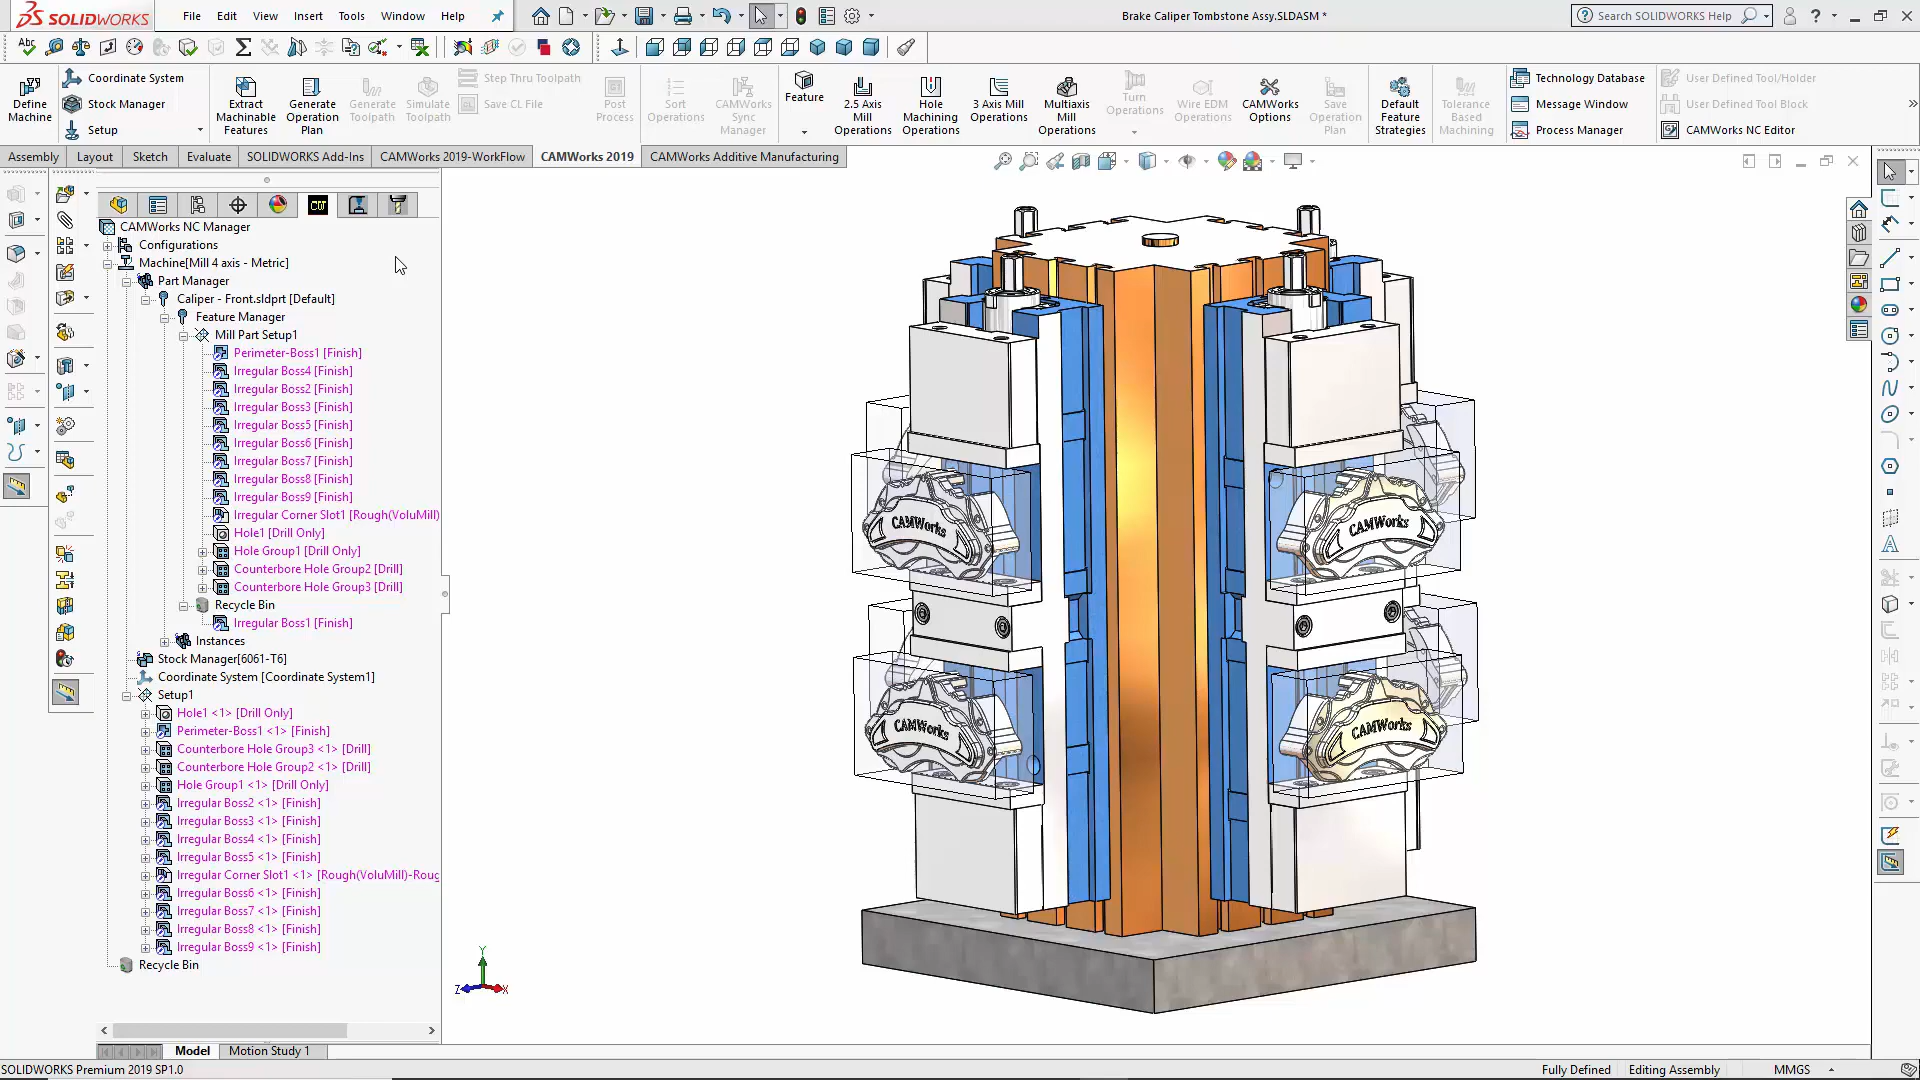 SOLIDWORKS
File Edit View Insert Tools Window Help
Brake Caliper Tombstone Assy.SLDASM *
Search SOLIDWORKS Help
Define Machine
Coordinate System
Stock Manager
Setup
Extract Machinable Features
Generate Operation Plan
Generate Toolpath
Simulate Toolpath
Step Thru Toolpath
Save CL File
Post Process
Sort Operations
CAMWorks Sync Manager
Feature
2.5 Axis Mill Operations
Hole Machining Operations
3 Axis Mill Operations
Multiaxis Mill Operations
Turn Operations
Wire EDM Operations
CAMWorks Options
Save Operation Plan
Default Feature Strategies
Tolerance Based Machining
Technology Database
Message Window
Process Manager
User Defined Tool/Holder
User Defined Tool Block
CAMWorks NC Editor
Assembly Layout Sketch Evaluate SOLIDWORKS Add-Ins CAMWorks 2019-WorkFlow CAMWorks 2019 CAMWorks Additive Manufacturing
CAMWorks NC Manager
Configurations
Machine[Mill 4 axis - Metric]
Part Manager
Caliper - Front.sldprt [Default]
Feature Manager
Mill Part Setup1
Perimeter-Boss1 [Finish]
Irregular Boss4 [Finish]
Irregular Boss2 [Finish]
Irregular Boss3 [Finish]
Irregular Boss5 [Finish]
Irregular Boss6 [Finish]
Irregular Boss7 [Finish]
Irregular Boss8 [Finish]
Irregular Boss9 [Finish]
Irregular Corner Slot1 [Rough(VoluMill)
Hole1 [Drill Only]
Hole Group1 [Drill Only]
Counterbore Hole Group2 [Drill]
Counterbore Hole Group3 [Drill]
Recycle Bin
Irregular Boss1 [Finish]
Instances
Stock Manager[6061-T6]
Coordinate System [Coordinate System1]
Setup1
Hole1 <1> [Drill Only]
Perimeter-Boss1 <1> [Finish]
Counterbore Hole Group3 <1> [Drill]
Counterbore Hole Group2 <1> [Drill]
Hole Group1 <1> [Drill Only]
Irregular Boss2 <1> [Finish]
Irregular Boss3 <1> [Finish]
Irregular Boss4 <1> [Finish]
Irregular Boss5 <1> [Finish]
Irregular Corner Slot1 <1> [Rough(VoluMill)-Roug
Irregular Boss6 <1> [Finish]
Irregular Boss7 <1> [Finish]
Irregular Boss8 <1> [Finish]
Irregular Boss9 <1> [Finish]
Recycle Bin
CAMWorks
CAMWorks
CAMWorks
CAMWorks
Y
Z
X
Model Motion Study 1
SOLIDWORKS Premium 2019 SP1.0
Fully Defined Editing Assembly MMGS